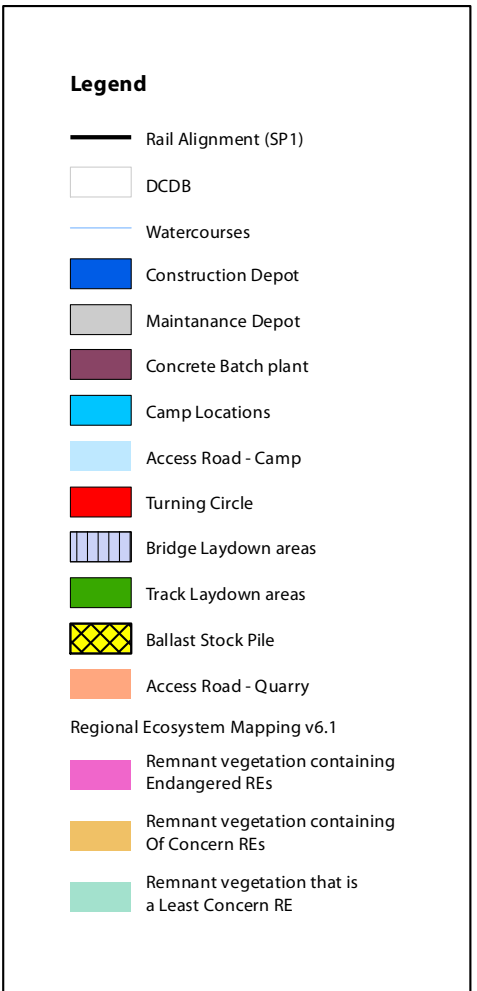 Legend
Rail Alignment (SP1)
DCDB
Watercourses
Construction Depot
Maintanance Depot
Concrete Batch plant
Camp Locations
Access Road - Camp
Turning Circle
Bridge Laydown areas
Track Laydown areas
Ballast Stock Pile
Access Road - Quarry
Regional Ecosystem Mapping v6.1
Remnant vegetation containing
Endangered REs
Remnant vegetation containing
Of Concern REs
Remnant vegetation that is
a Least Concern RE